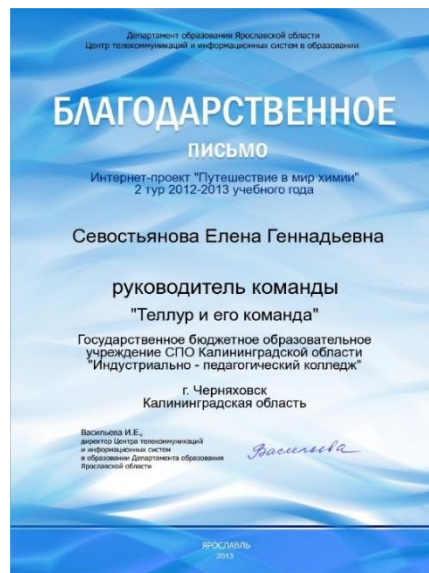 Департамент образования Ярославской области
Центр телекоммуникаций и информационных систем в образовании
БЛАГОДАРСТВЕННОЕ
ПИСЬМО
Интернет-проект "Путешествие в мир химии"
2 тур 2012-2013 учебного года
Севостьянова Елена Геннадьевна
руководитель команды
"Теллур и его команда"
Государственное бюджетное образовательное
учреждение СПО Калининградской области
"Индустриально - педагогический колледж"
г. Черняховск
Калининградская область
Васильева И.Е.,
директор Центра телекоммуникаций
и информационных систем
в образовании Департамента образования
Ярославской области
Васильева
ЯРОСЛАВЛЬ
2013